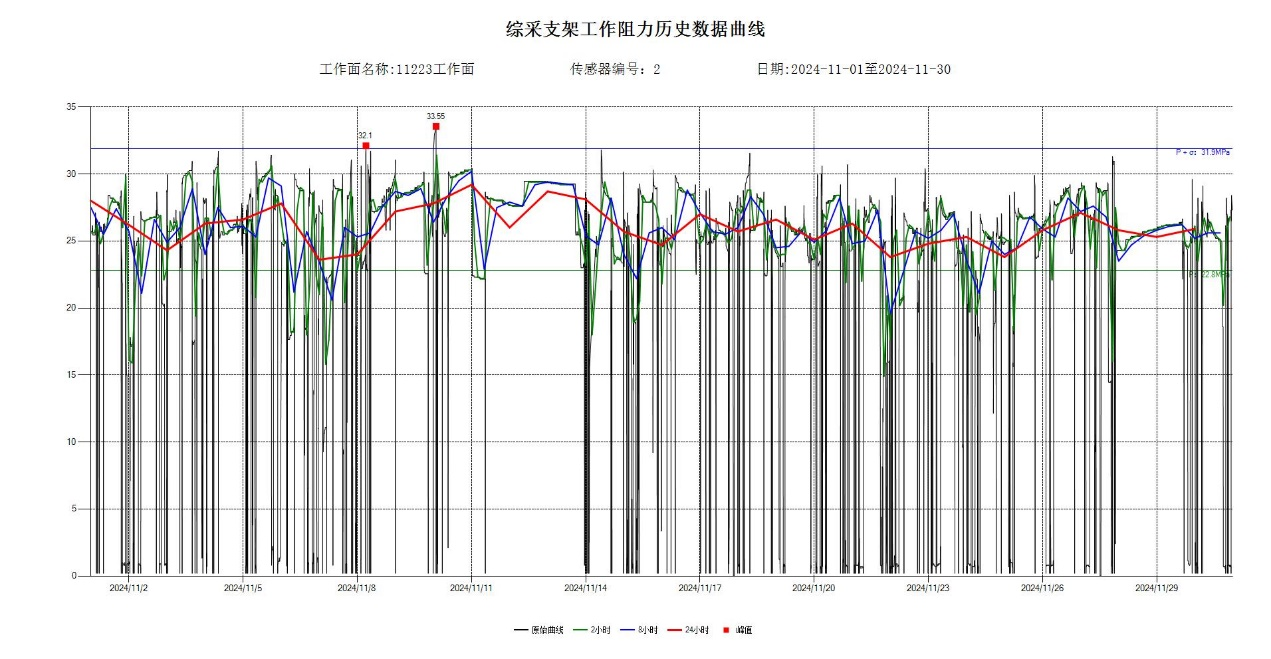 综采支架工作阻力历史数据曲线
工作面名称:11223工作面 传感器编号：2 日期:2024-11-01至2024-11-30
35
33.55
32.1
P + σ: 31.9MPa
30
25
P: 22.8MPa
20
15
10
5
0
2024/11/2 2024/11/5 2024/11/8 2024/11/11 2024/11/14 2024/11/17 2024/11/20 2024/11/23 2024/11/26 2024/11/29
原始曲线 2小时 8小时 24小时 峰值